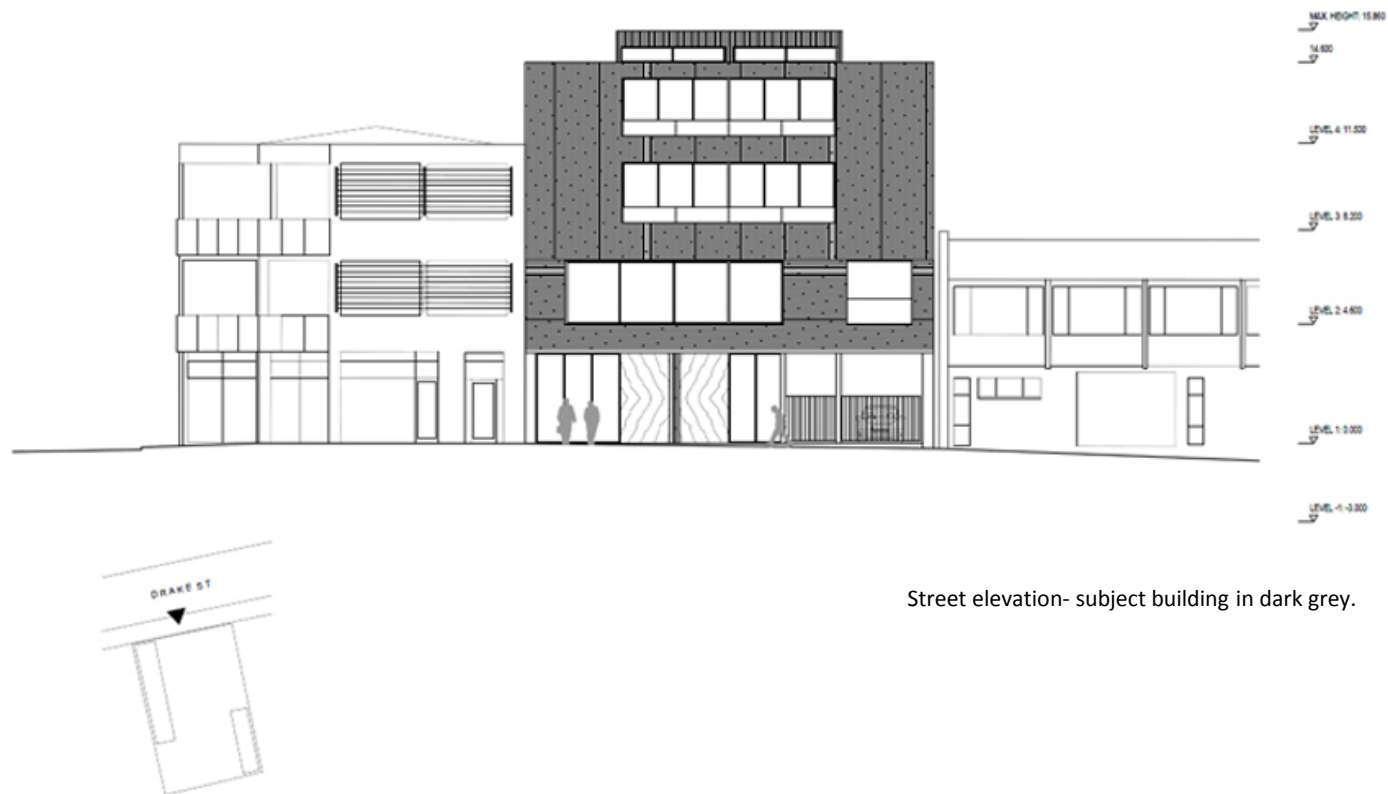 MAX HEIGHT: 15.860
14.600
LEVEL 4: 11.500
LEVEL 3: 8.200
LEVEL 2: 4.600
LEVEL 1: 0.000
LEVEL -1: -3.000
DRAKE ST
Street elevation- subject building in dark grey.